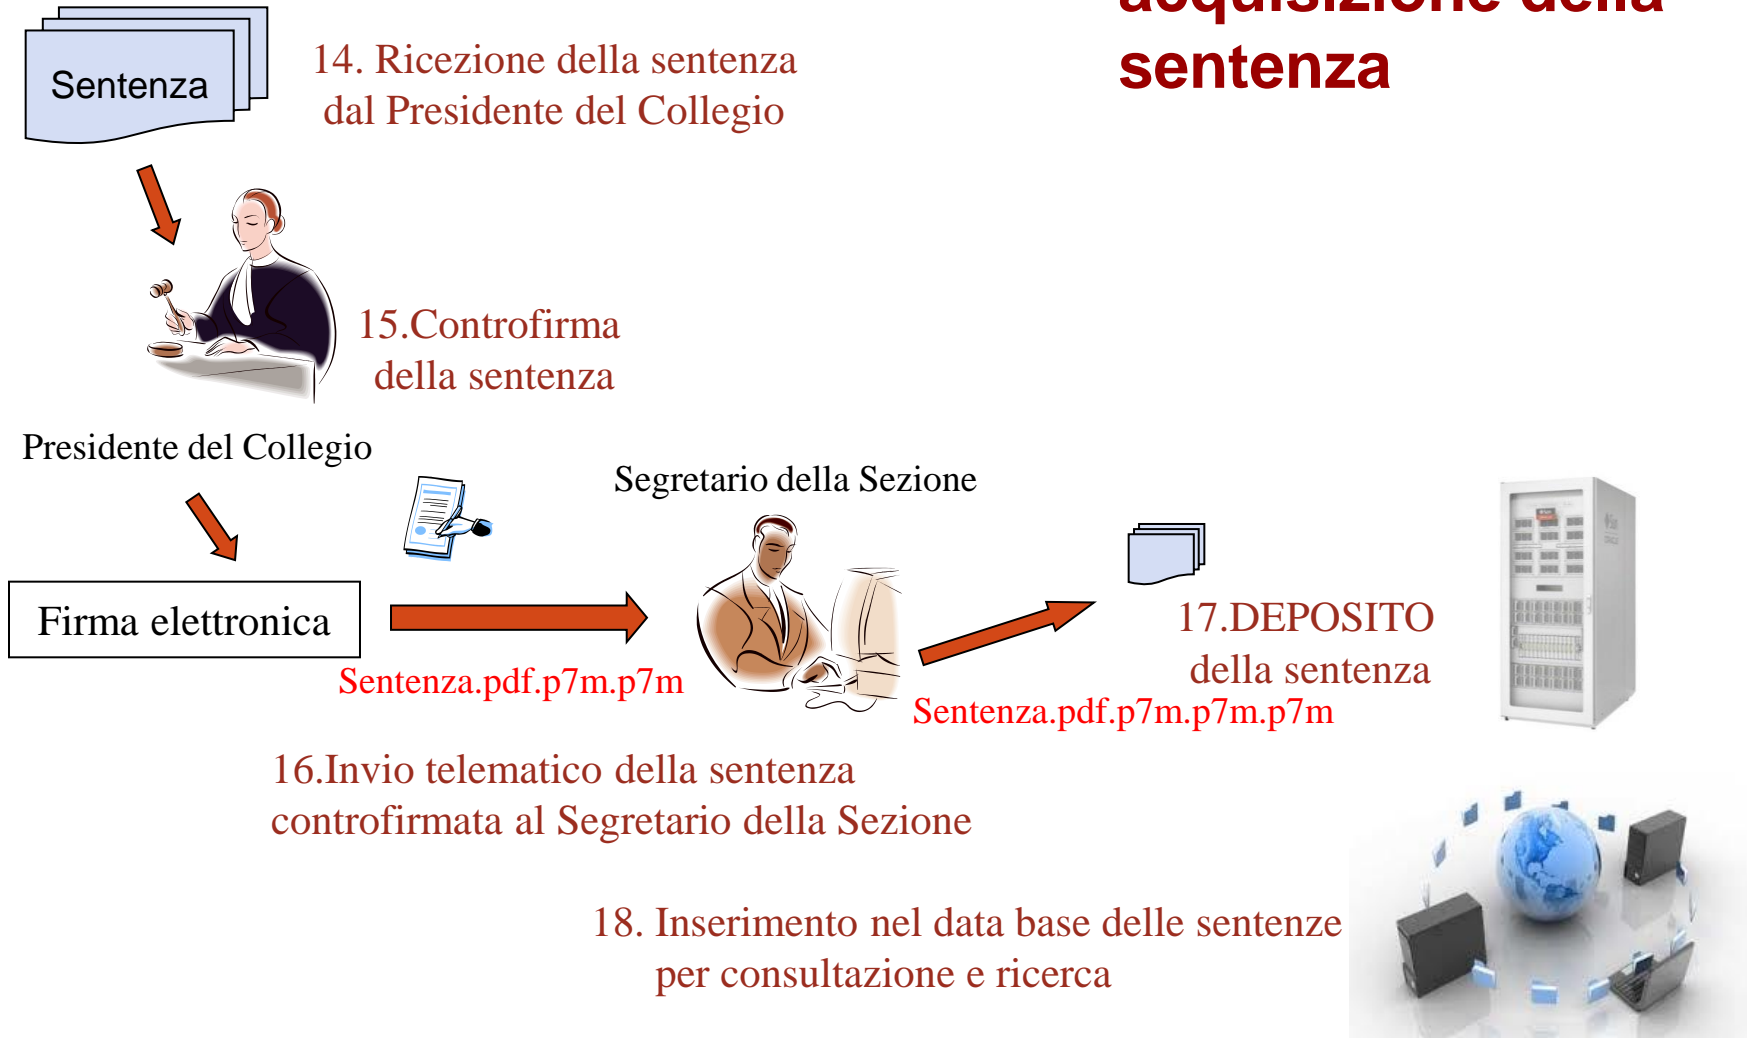 acquisizione della
sentenza
Sentenza
14. Ricezione della sentenza
dal Presidente del Collegio
15.Controfirma
della sentenza
Presidente del Collegio
Segretario della Sezione
Firma elettronica
17.DEPOSITO
della sentenza
Sentenza.pdf.p7m.p7m
Sentenza.pdf.p7m.p7m.p7m
16.Invio telematico della sentenza
controfirmata al Segretario della Sezione
18. Inserimento nel data base delle sentenze
per consultazione e ricerca